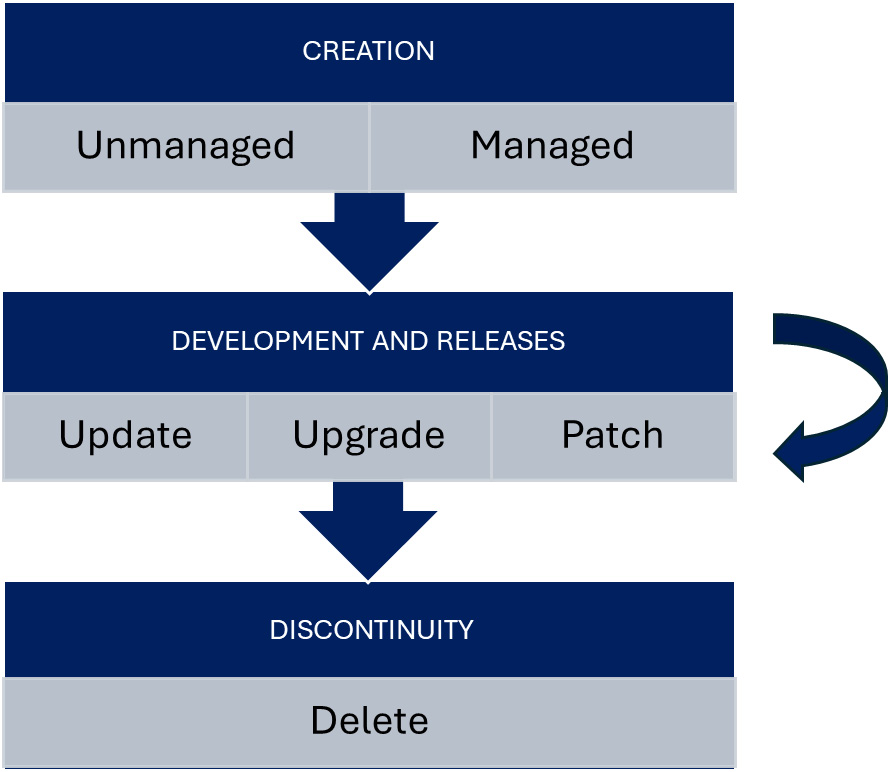 CREATION
Unmanaged Managed
DEVELOPMENT AND RELEASES
Update Upgrade Patch
DISCONTINUITY
Delete